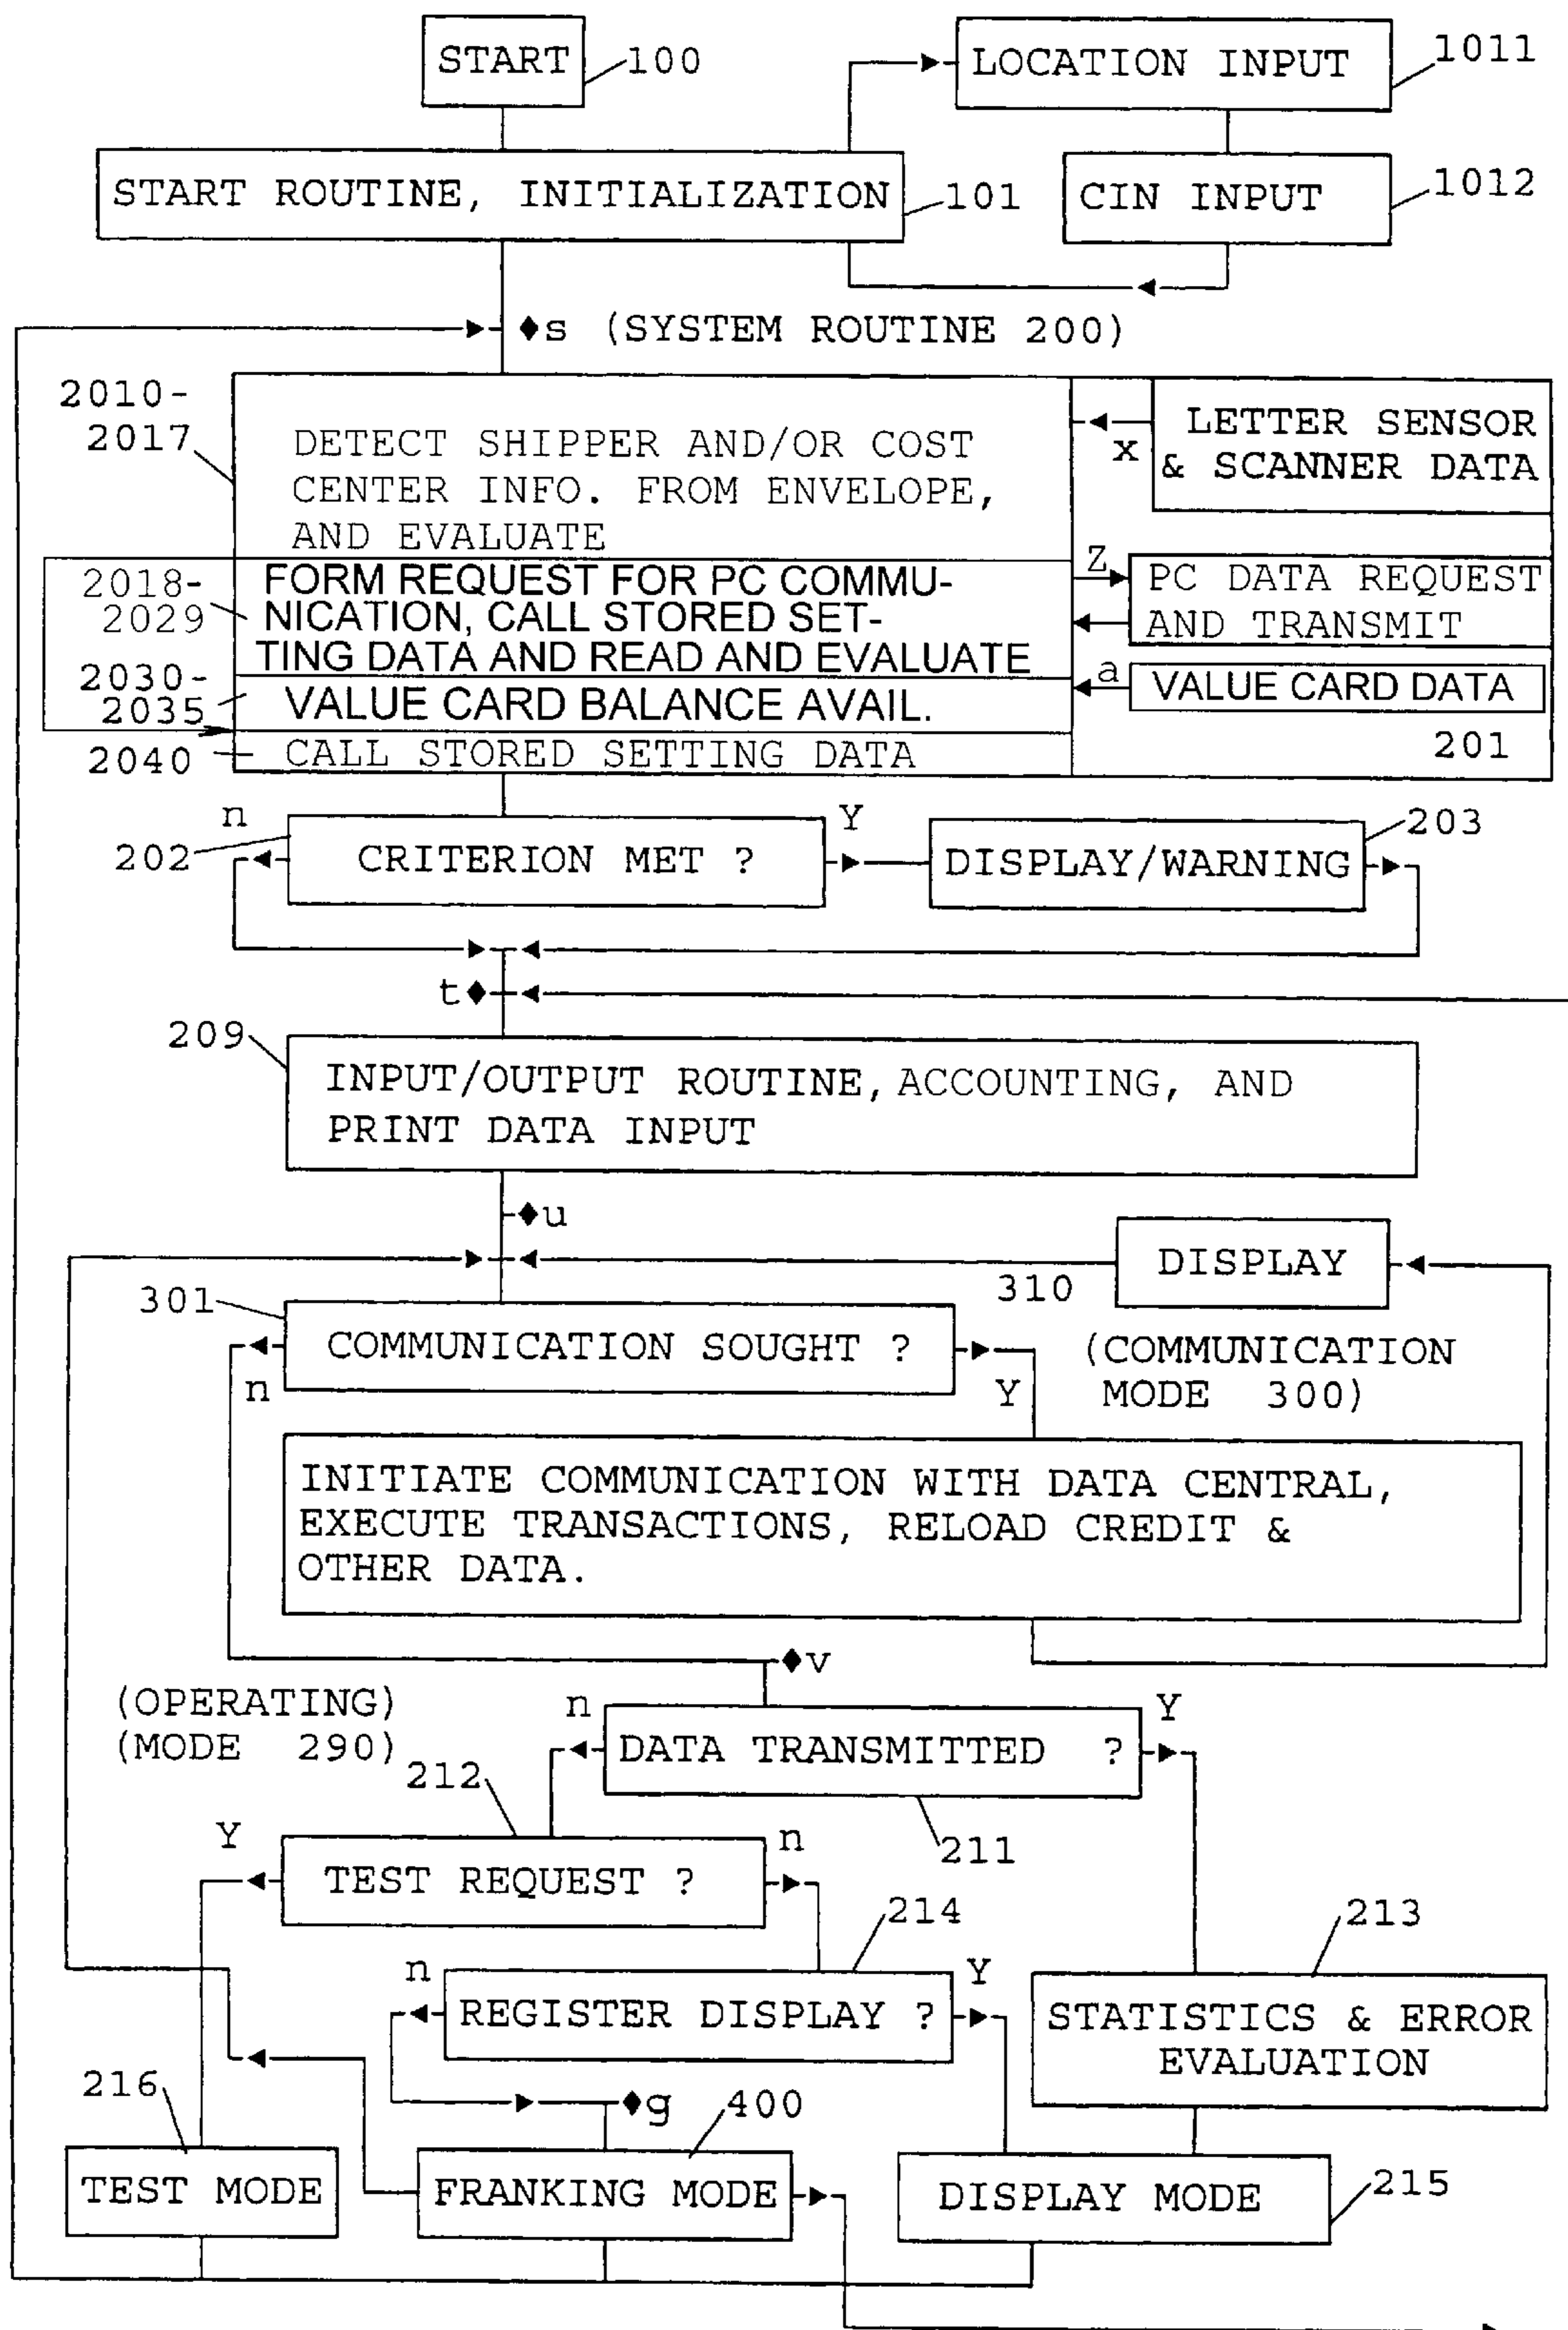 START
100
LOCATION INPUT
1011
START ROUTINE, INITIALIZATION
101
CIN INPUT
1012
♦s (SYSTEM ROUTINE 200)
2010-
2017
DETECT SHIPPER AND/OR COST
CENTER INFO. FROM ENVELOPE,
AND EVALUATE
x
LETTER SENSOR
& SCANNER DATA
2018-
2029
FORM REQUEST FOR PC COMMU-
NICATION, CALL STORED SET-
TING DATA AND READ AND EVALUATE
Z
PC DATA REQUEST
AND TRANSMIT
2030-
2035
VALUE CARD BALANCE AVAIL.
a
VALUE CARD DATA
2040
CALL STORED SETTING DATA
201
n
202
CRITERION MET ?
Y
DISPLAY/WARNING
203
t♦
209
INPUT/OUTPUT ROUTINE, ACCOUNTING, AND
PRINT DATA INPUT
♦u
DISPLAY
310
301
COMMUNICATION SOUGHT ?
n
Y
(COMMUNICATION
MODE 300)
INITIATE COMMUNICATION WITH DATA CENTRAL,
EXECUTE TRANSACTIONS, RELOAD CREDIT &
OTHER DATA.
♦v
(OPERATING)
(MODE 290)
n
DATA TRANSMITTED ?
Y
211
212
Y
TEST REQUEST ?
n
214
213
n
REGISTER DISPLAY ?
Y
STATISTICS & ERROR
EVALUATION
♦g
216
TEST MODE
400
FRANKING MODE
DISPLAY MODE
215